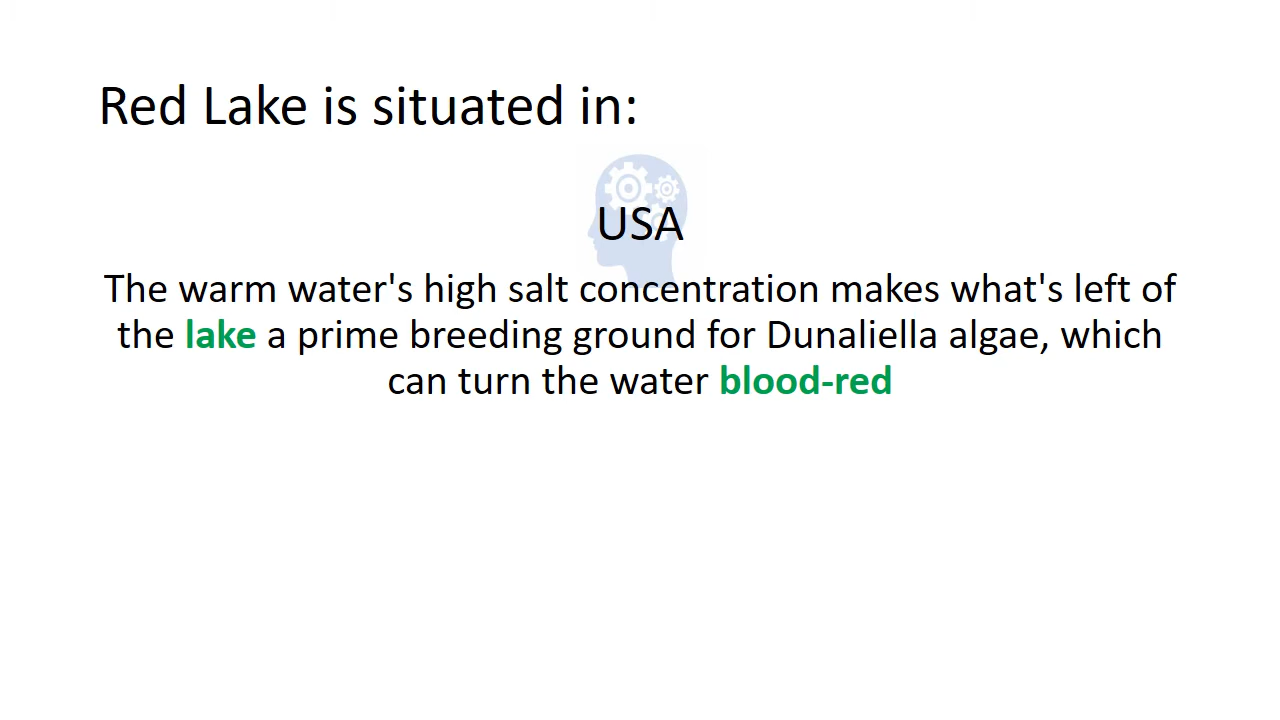 Red Lake is situated in:
USA
The warm water's high salt concentration makes what's left of
the lake a prime breeding ground for Dunaliella algae, which
can turn the water blood-red